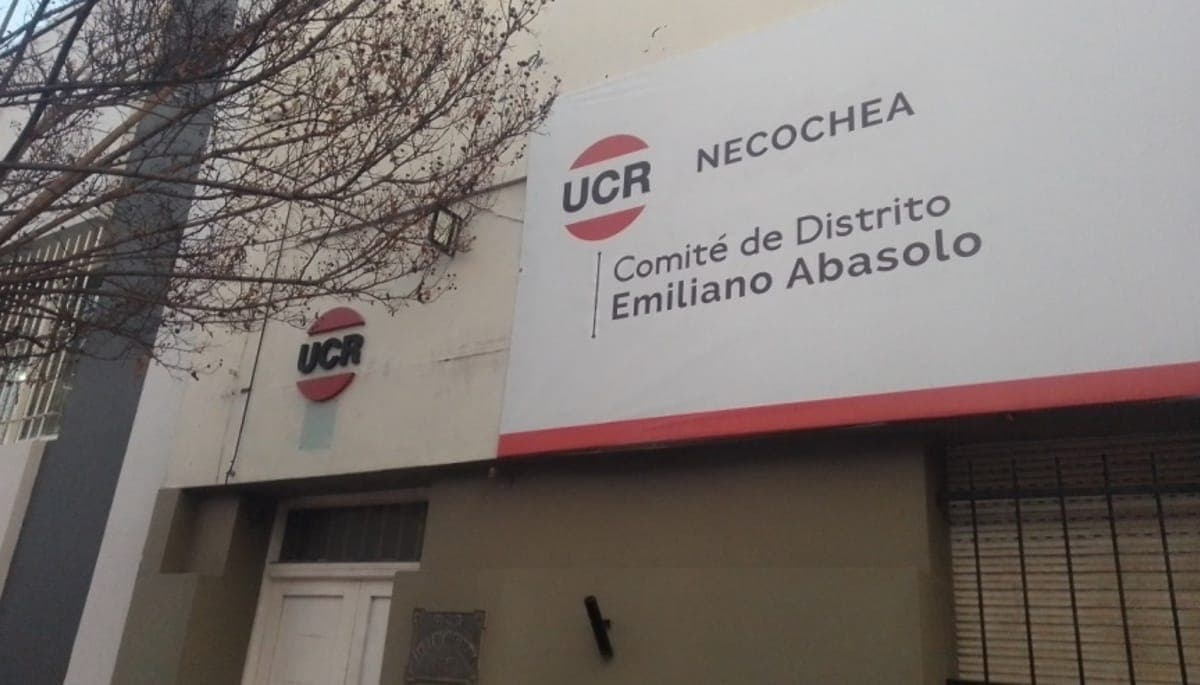 UCR
NECOCHEA
Comité de Distrito
Emiliano Abasolo
UCR